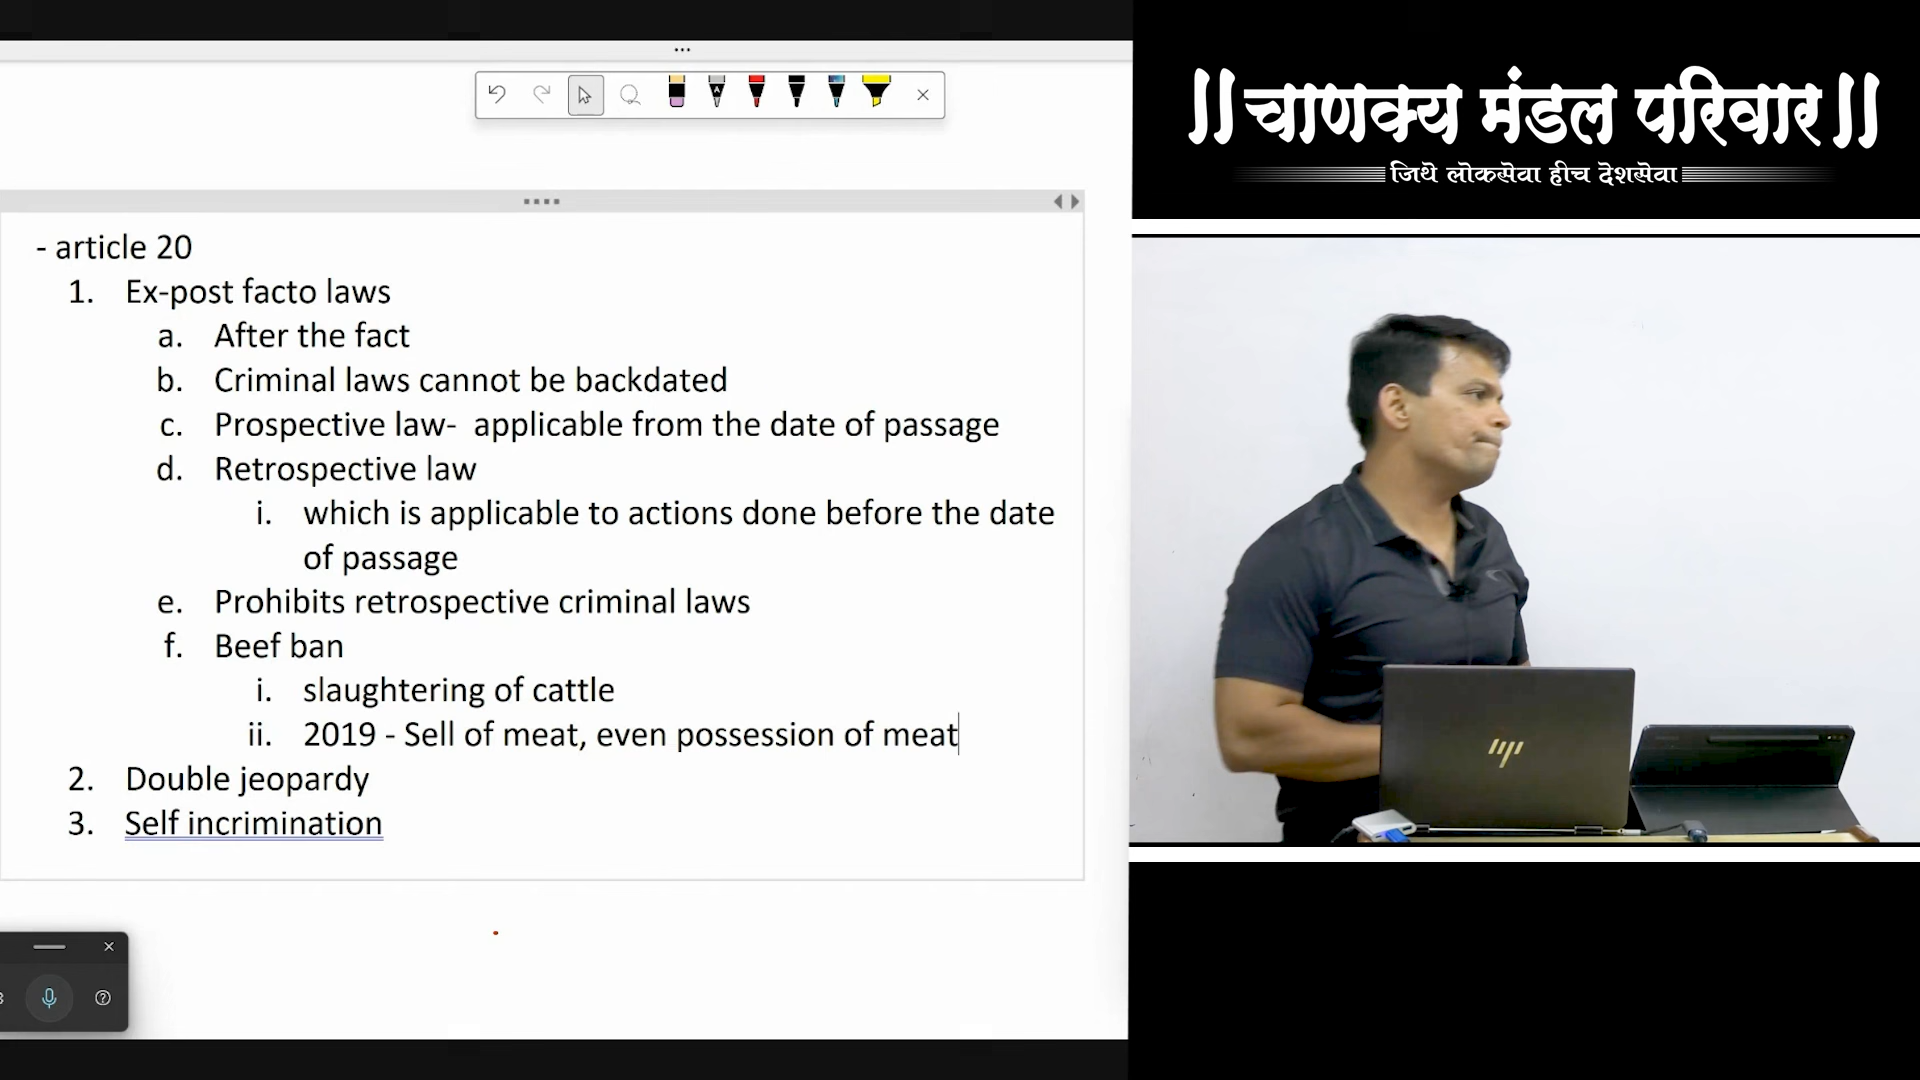 - article 20
1. Ex-post facto laws
a. After the fact
b. Criminal laws cannot be backdated
c. Prospective law-  applicable from the date of passage
d. Retrospective law
i. which is applicable to actions done before the date
of passage
e. Prohibits retrospective criminal laws
f. Beef ban
i. slaughtering of cattle
ii. 2019 - Sell of meat, even possession of meat
2. Double jeopardy
3. Self incrimination
॥चाणक्य मंडल परिवार॥
जिथे लोकसेवा हीच देशसेवा
hp